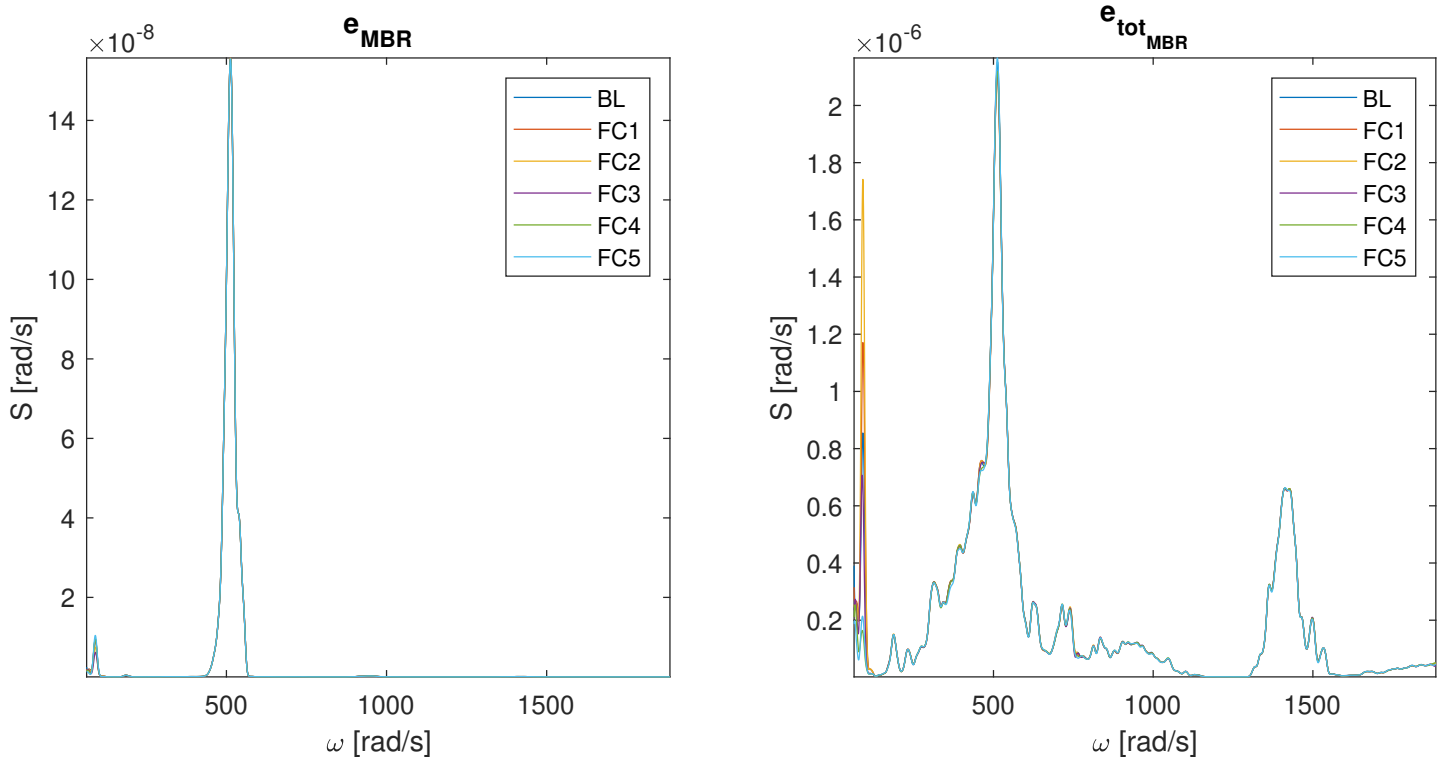 e_MBR
×10-8
14
12
10
8
6
4
2
S [rad/s]
500
1000
1500
ω [rad/s]
BL
FC1
FC2
FC3
FC4
FC5
e_tot_MBR
×10-6
2
1.8
1.6
1.4
1.2
1
0.8
0.6
0.4
0.2
S [rad/s]
500
1000
1500
ω [rad/s]
BL
FC1
FC2
FC3
FC4
FC5